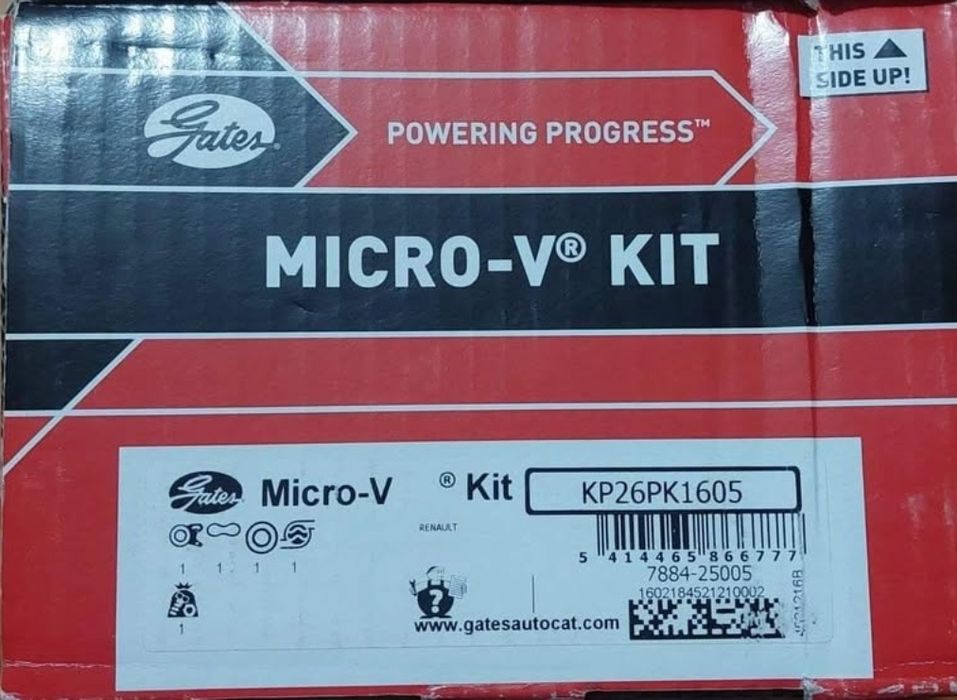 THIS
SIDE UP!
Gates®
POWERING PROGRESS™
MICRO-V® KIT
Gates
Micro-V ® Kit
KP26PK1605
RENAULT
5 414465 866777
1 1 1 1
7884-25005
1602184521210002
1
?
www.gatesautocat.com